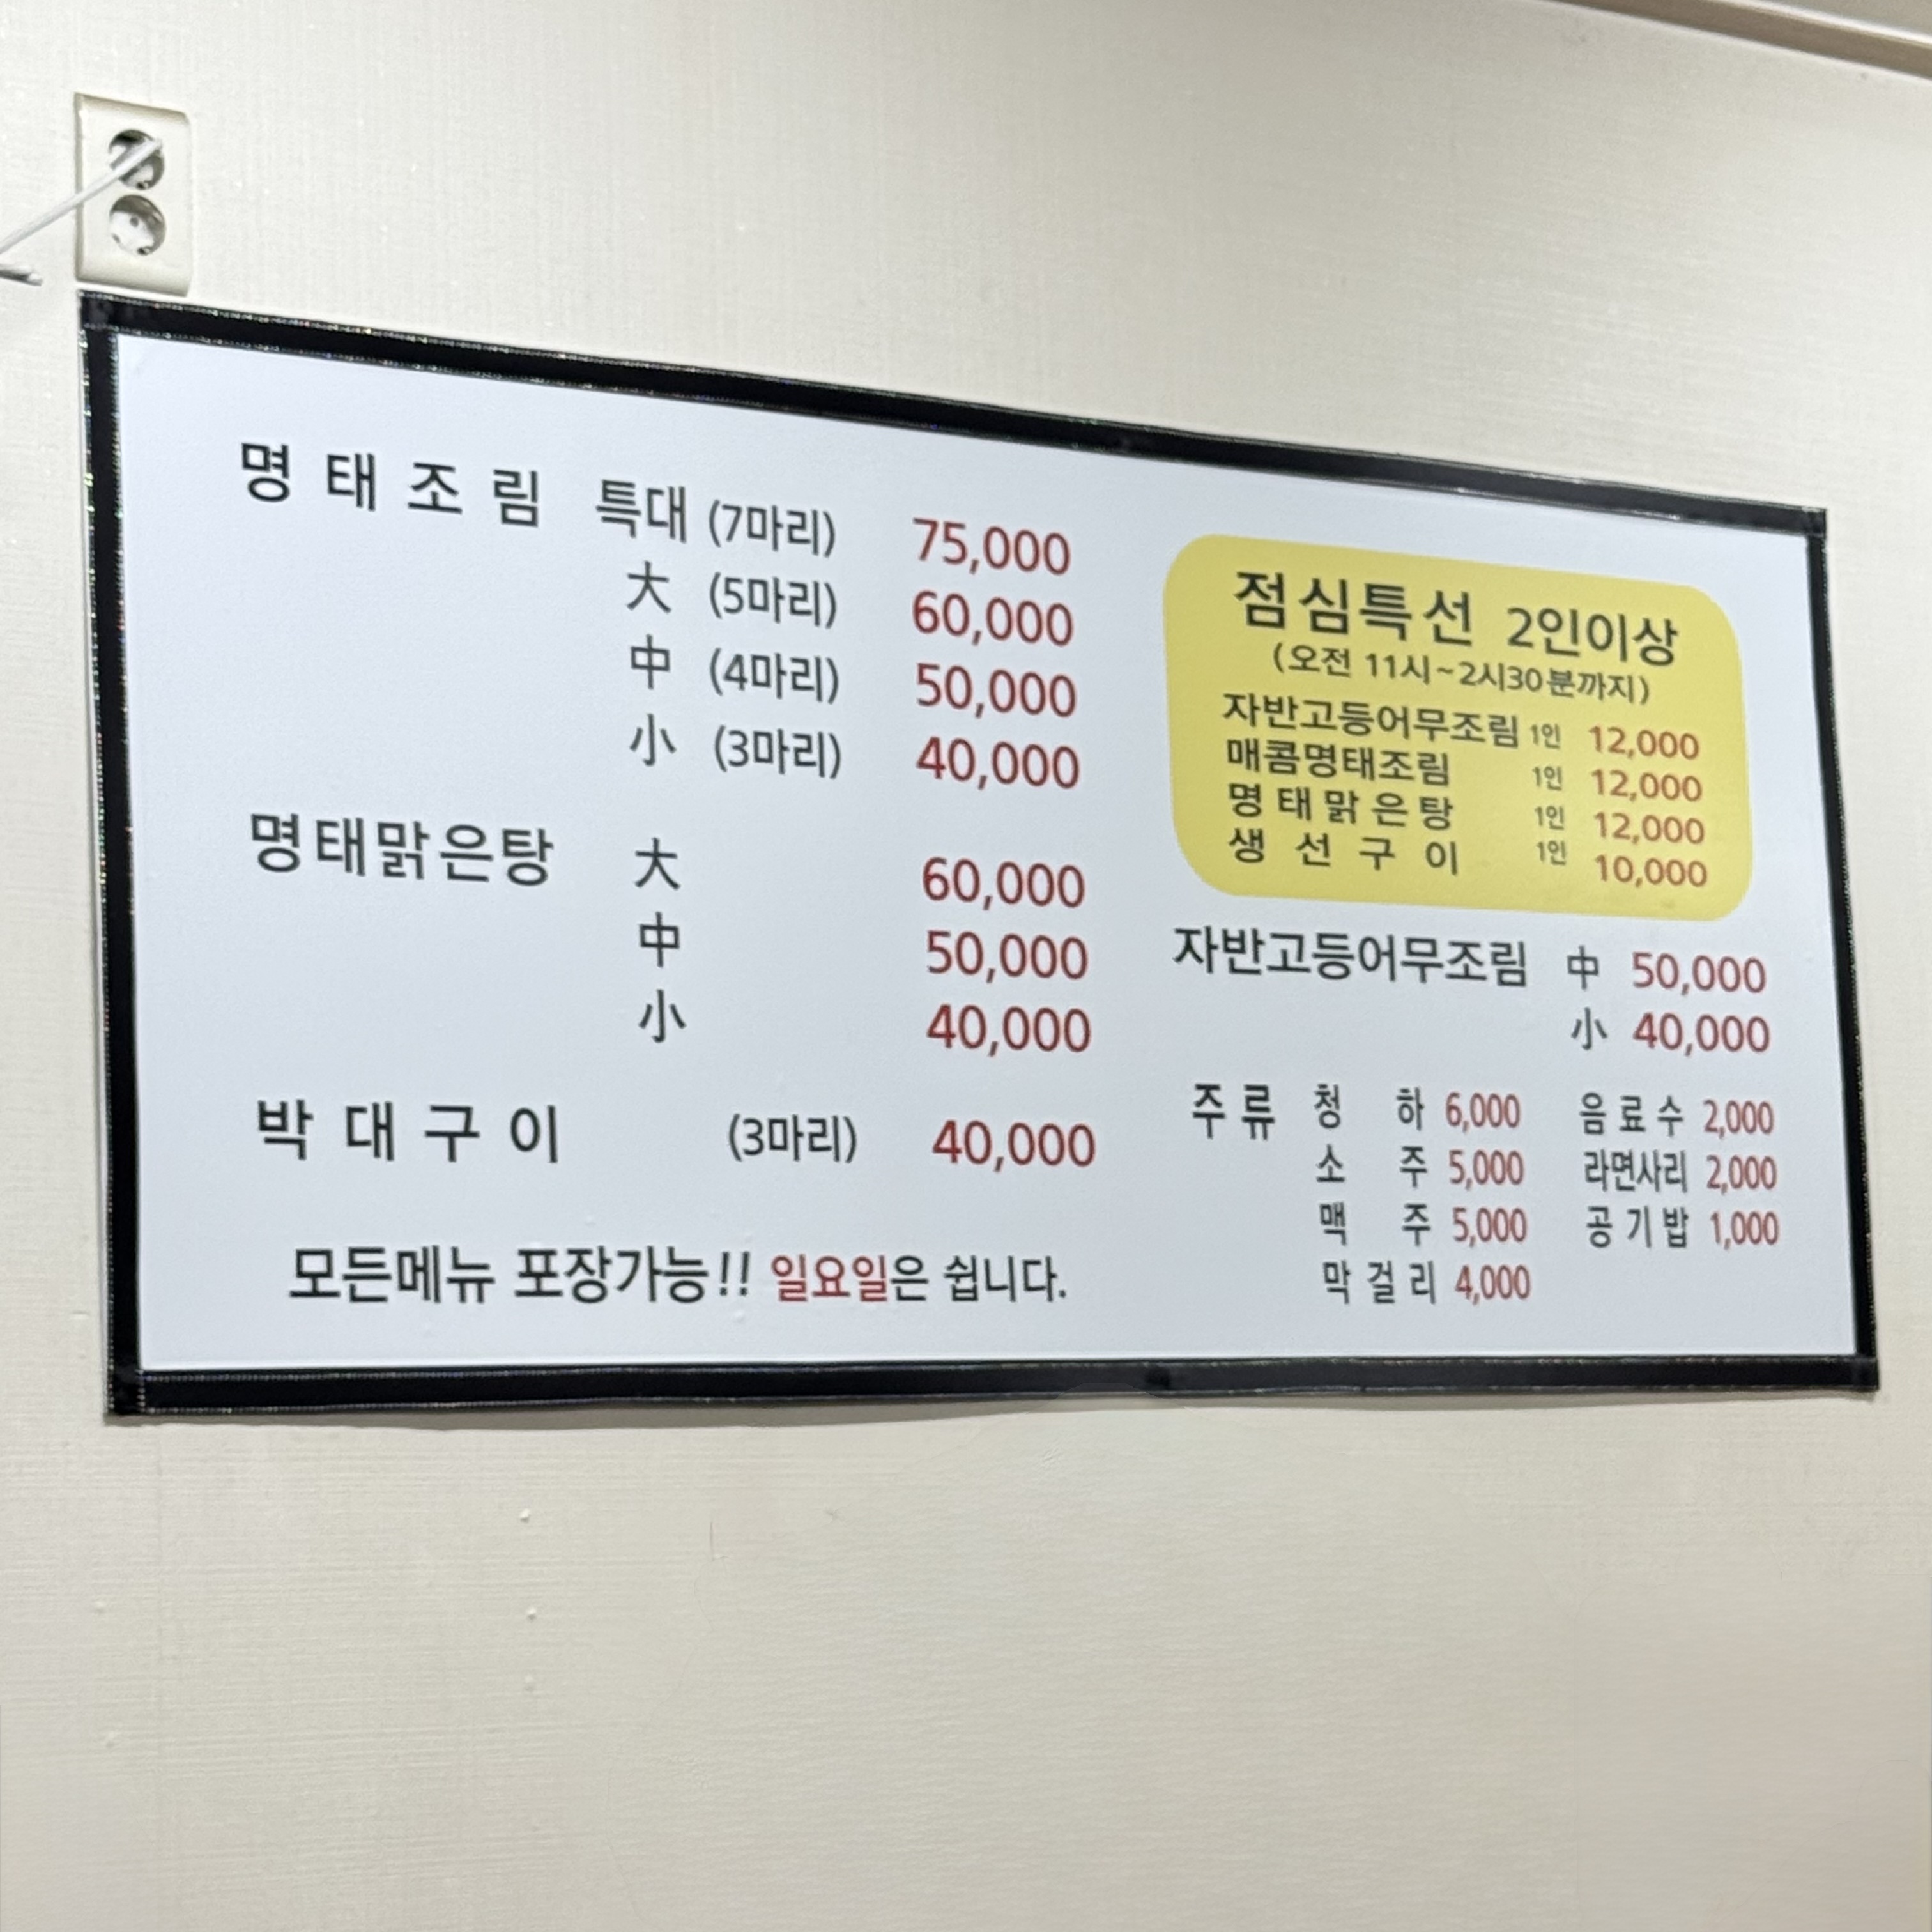 명태조림 특대 (7마리) 75,000
大 (5마리) 60,000
中 (4마리) 50,000
小 (3마리) 40,000
명태맑은탕 大 60,000
中 50,000
小 40,000
박대구이 (3마리) 40,000
모든메뉴 포장가능!! 일요일은 쉽니다.
점심특선 2인이상
(오전 11시~2시30분까지)
자반고등어무조림 1인 12,000
매콤명태조림 1인 12,000
명태맑은탕 1인 12,000
생선구이 1인 10,000
자반고등어무조림 中 50,000
小 40,000
주류 청하 6,000 음료수 2,000
소주 5,000 라면사리 2,000
맥주 5,000 공기밥 1,000
막걸리 4,000